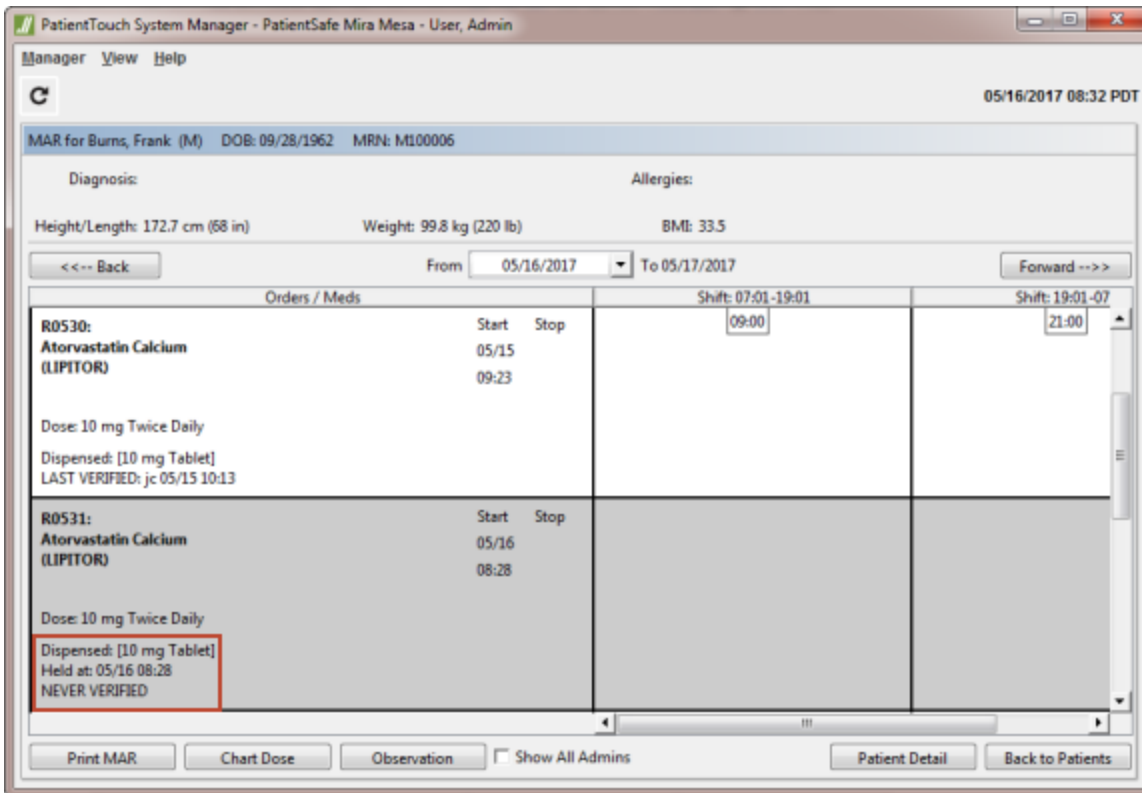 PatientTouch System Manager - PatientSafe Mira Mesa - User, Admin
Manager View Help
05/16/2017 08:32 PDT
MAR for Burns, Frank (M) DOB: 09/28/1962 MRN: M100006
Diagnosis: Allergies:
Height/Length: 172.7 cm (68 in) Weight: 99.8 kg (220 lb) BMI: 33.5
<<-- Back From 05/16/2017 To 05/17/2017 Forward -->>
Orders / Meds Shift: 07:01-19:01 Shift: 19:01-07
R0530: Start Stop 09:00 21:00
Atorvastatin Calcium 05/15
(LIPITOR) 09:23
Dose: 10 mg Twice Daily
Dispensed: [10 mg Tablet]
LAST VERIFIED: jc 05/15 10:13
R0531: Start Stop
Atorvastatin Calcium 05/16
(LIPITOR) 08:28
Dose: 10 mg Twice Daily
Dispensed: [10 mg Tablet]
Held at: 05/16 08:28
NEVER VERIFIED
Print MAR Chart Dose Observation Show All Admins Patient Detail Back to Patients